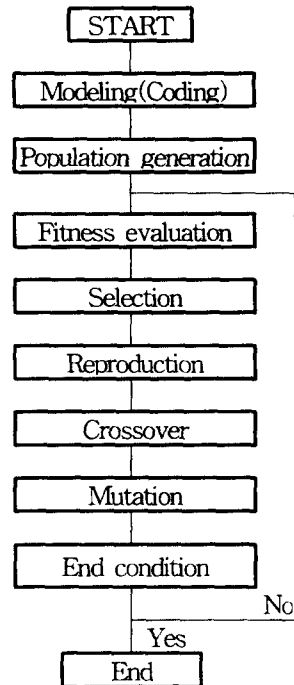 START
Modeling(Coding)
Population generation
Fitness evaluation
Selection
Reproduction
Crossover
Mutation
End condition
No
Yes
End